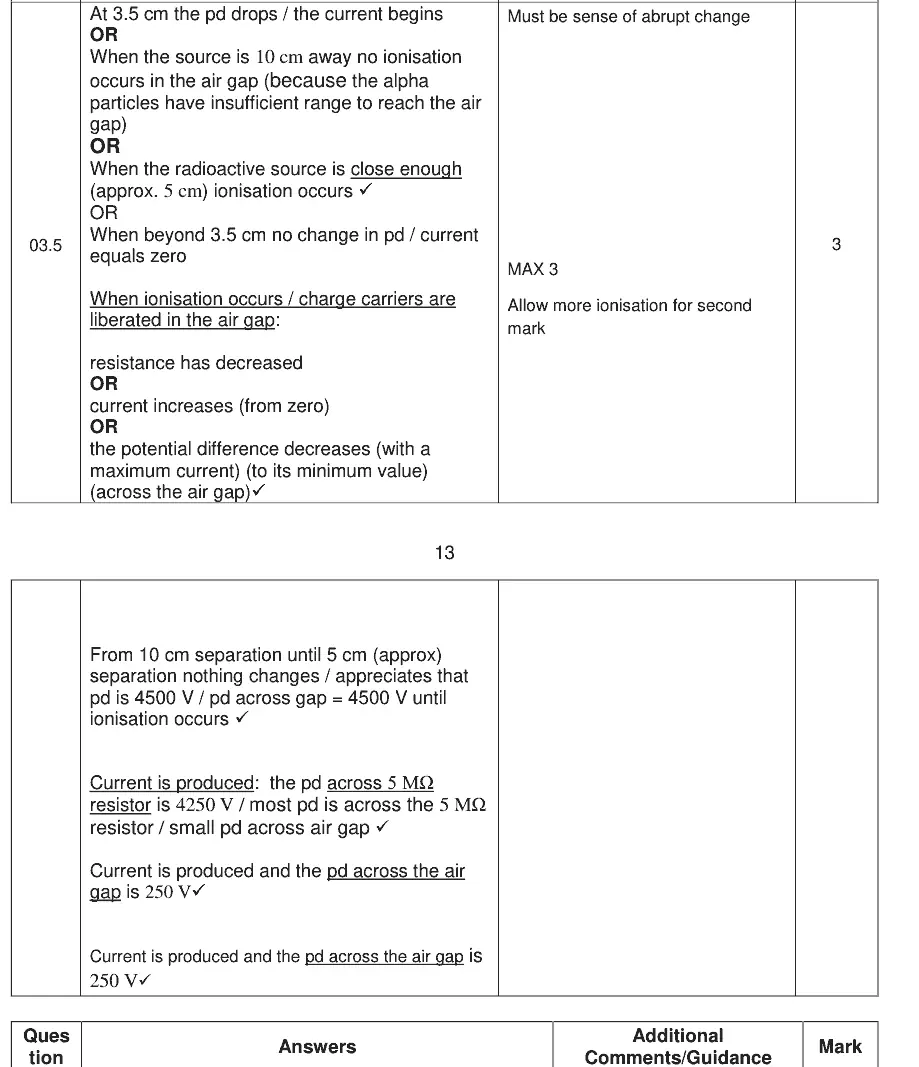 At 3.5 cm the pd drops / the current begins
OR
When the source is 10 cm away no ionisation
occurs in the air gap (because the alpha
particles have insufficient range to reach the air
gap)
OR
When the radioactive source is close enough
(approx. 5 cm) ionisation occurs ✓
OR
When beyond 3.5 cm no change in pd / current
equals zero
When ionisation occurs / charge carriers are
liberated in the air gap:
resistance has decreased
OR
current increases (from zero)
OR
the potential difference decreases (with a
maximum current) (to its minimum value)
(across the air gap)✓
03.5
Must be sense of abrupt change
MAX 3
Allow more ionisation for second
mark
3
13
From 10 cm separation until 5 cm (approx)
separation nothing changes / appreciates that
pd is 4500 V / pd across gap = 4500 V until
ionisation occurs ✓
Current is produced: the pd across 5 MΩ
resistor is 4250 V / most pd is across the 5 MΩ
resistor / small pd across air gap ✓
Current is produced and the pd across the air
gap is 250 V✓
Current is produced and the pd across the air gap is
250 V✓
Ques
tion
Answers
Additional
Comments/Guidance
Mark